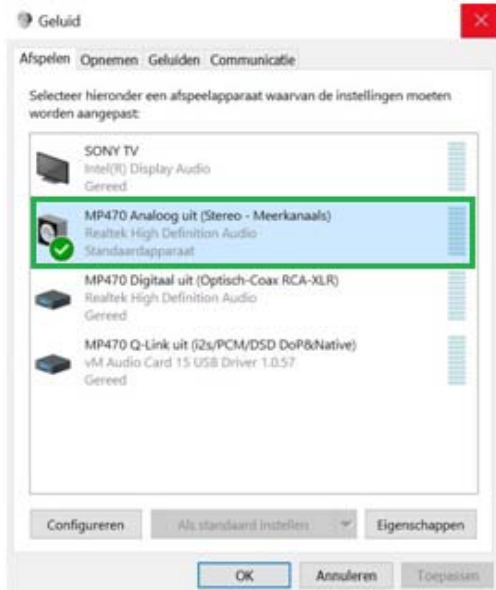 Geluid
Afspelen Opnemen Geluiden Communicatie
Selecteer hieronder een afspeelapparaat waarvan de instellingen moeten
worden aangepast:
SONY TV
Intel(R) Display Audio
Gereed
MP470 Analoog uit (Stereo - Meerkanaals)
Realtek High Definition Audio
Standaardapparaat
MP470 Digitaal uit (Optisch-Coax RCA-XLR)
Realtek High Definition Audio
Gereed
MP470 Q-Link uit (i2s/PCM/DSD DoP&Native)
vM Audio Card 15 USB Driver 1.0.57
Gereed
Configureren Als standaard instellen Eigenschappen
OK Annuleren Toepassen